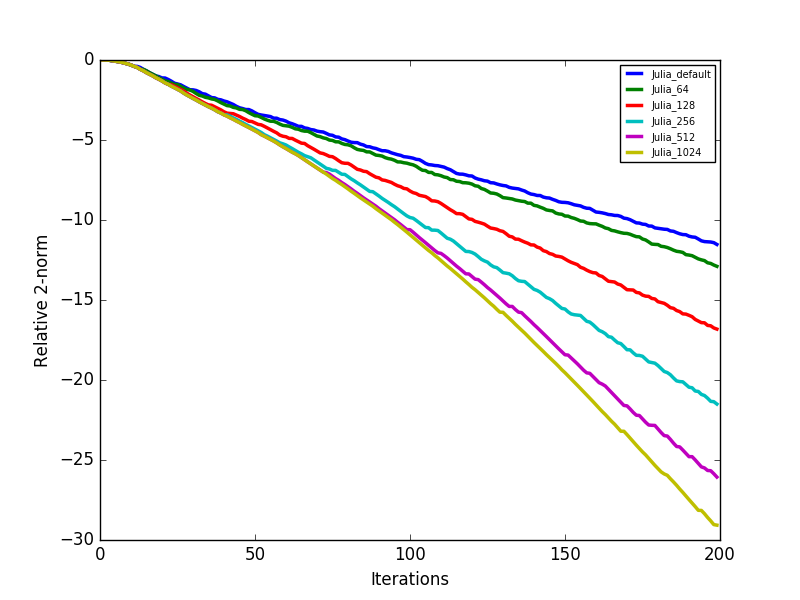 0
−5
−10
−15
−20
−25
−30
Relative 2-norm
Julia_default
Julia_64
Julia_128
Julia_256
Julia_512
Julia_1024
0 50 100 150 200
Iterations